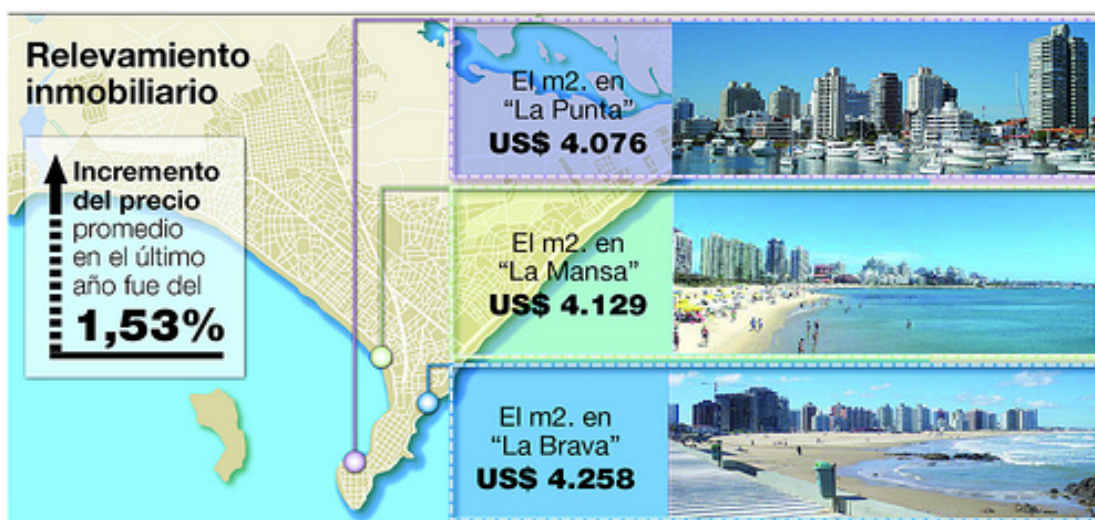 Relevamiento
inmobiliario
Incremento
del precio
promedio
en el último
año fue del
1,53%
El m2. en
“La Punta”
US$ 4.076
El m2. en
“La Mansa”
US$ 4.129
El m2. en
“La Brava”
US$ 4.258